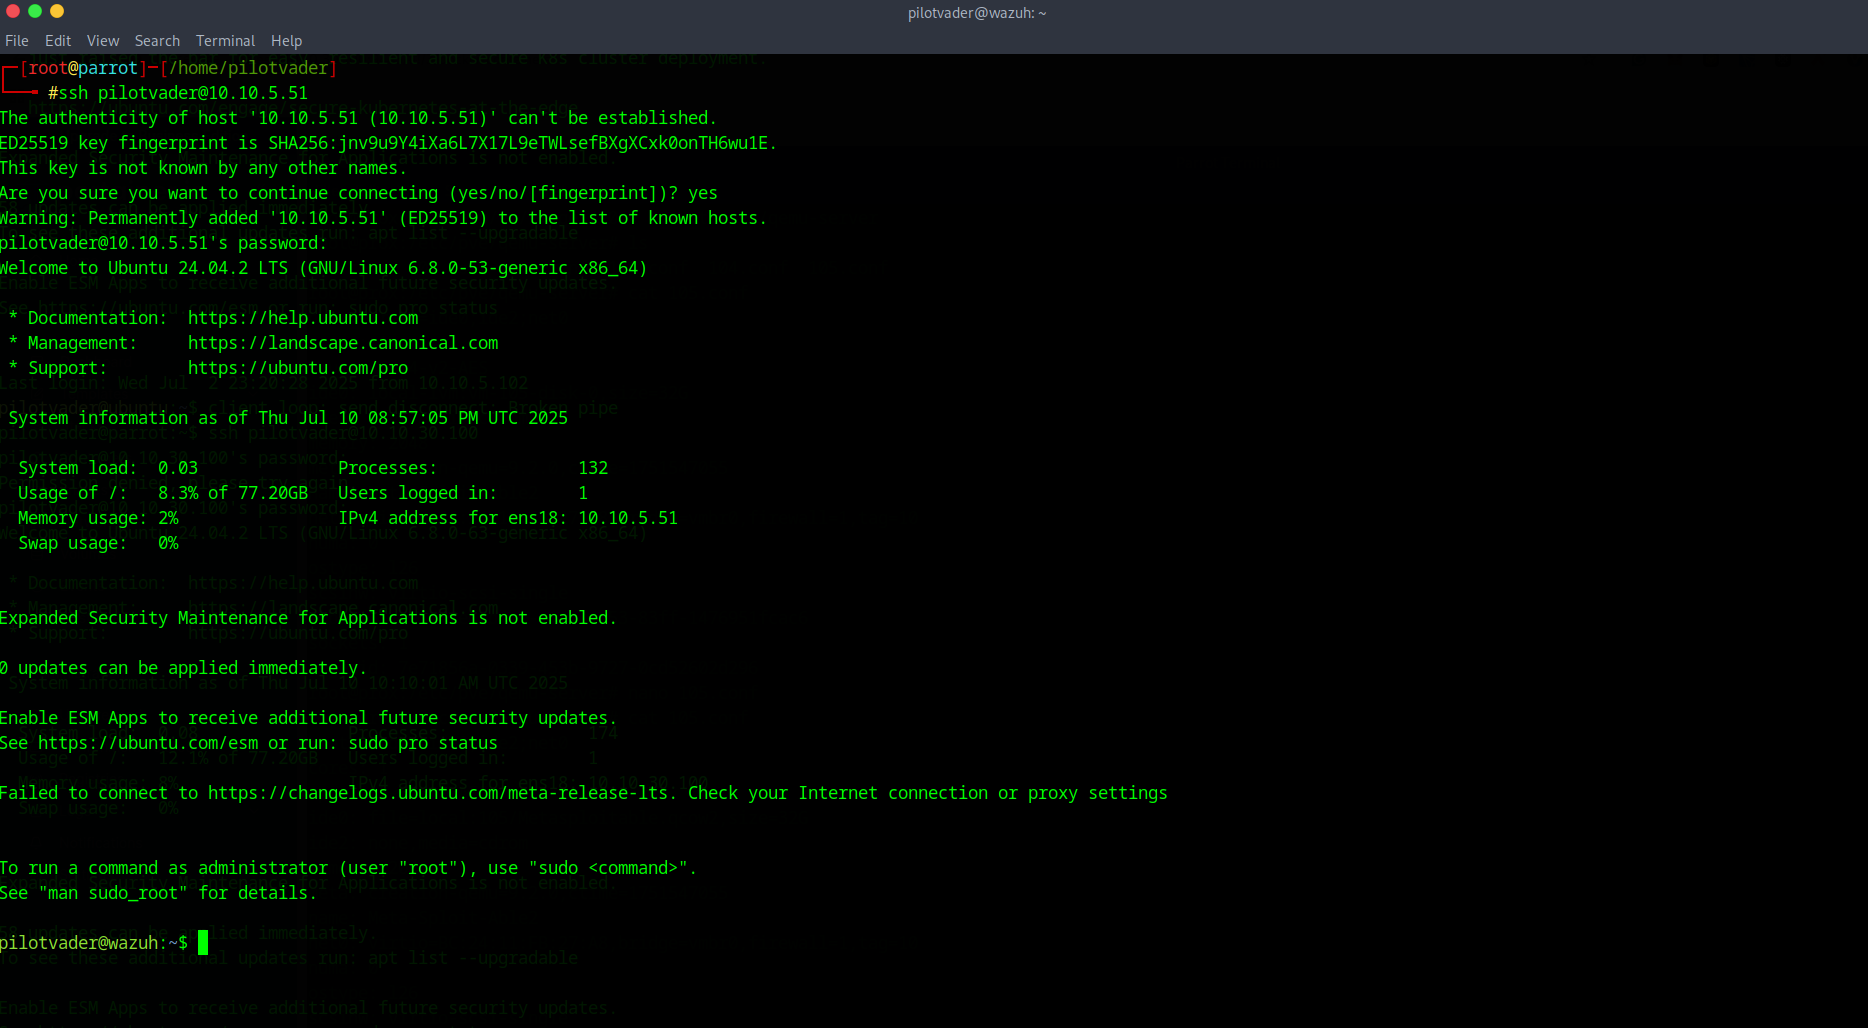 pilotvader@wazuh: ~
File Edit View Search Terminal Help
┌─[root@parrot]─[/home/pilotvader]
└──╼ #ssh pilotvader@10.10.5.51
The authenticity of host '10.10.5.51 (10.10.5.51)' can't be established.
ED25519 key fingerprint is SHA256:jnv9u9Y4iXa6L7X17L9eTWLsefBXgXCxk0onTH6wu1E.
This key is not known by any other names.
Are you sure you want to continue connecting (yes/no/[fingerprint])? yes
Warning: Permanently added '10.10.5.51' (ED25519) to the list of known hosts.
pilotvader@10.10.5.51's password:
Welcome to Ubuntu 24.04.2 LTS (GNU/Linux 6.8.0-53-generic x86_64)
 * Documentation:  https://help.ubuntu.com
 * Management:     https://landscape.canonical.com
 * Support:        https://ubuntu.com/pro
 System information as of Thu Jul 10 08:57:05 PM UTC 2025
  System load:  0.03              Processes:              132
  Usage of /:   8.3% of 77.20GB   Users logged in:        1
  Memory usage: 2%                IPv4 address for ens18: 10.10.5.51
  Swap usage:   0%
Expanded Security Maintenance for Applications is not enabled.
0 updates can be applied immediately.
Enable ESM Apps to receive additional future security updates.
See https://ubuntu.com/esm or run: sudo pro status
Failed to connect to https://changelogs.ubuntu.com/meta-release-lts. Check your Internet connection or proxy settings
To run a command as administrator (user "root"), use "sudo <command>".
See "man sudo_root" for details.
pilotvader@wazuh:~$